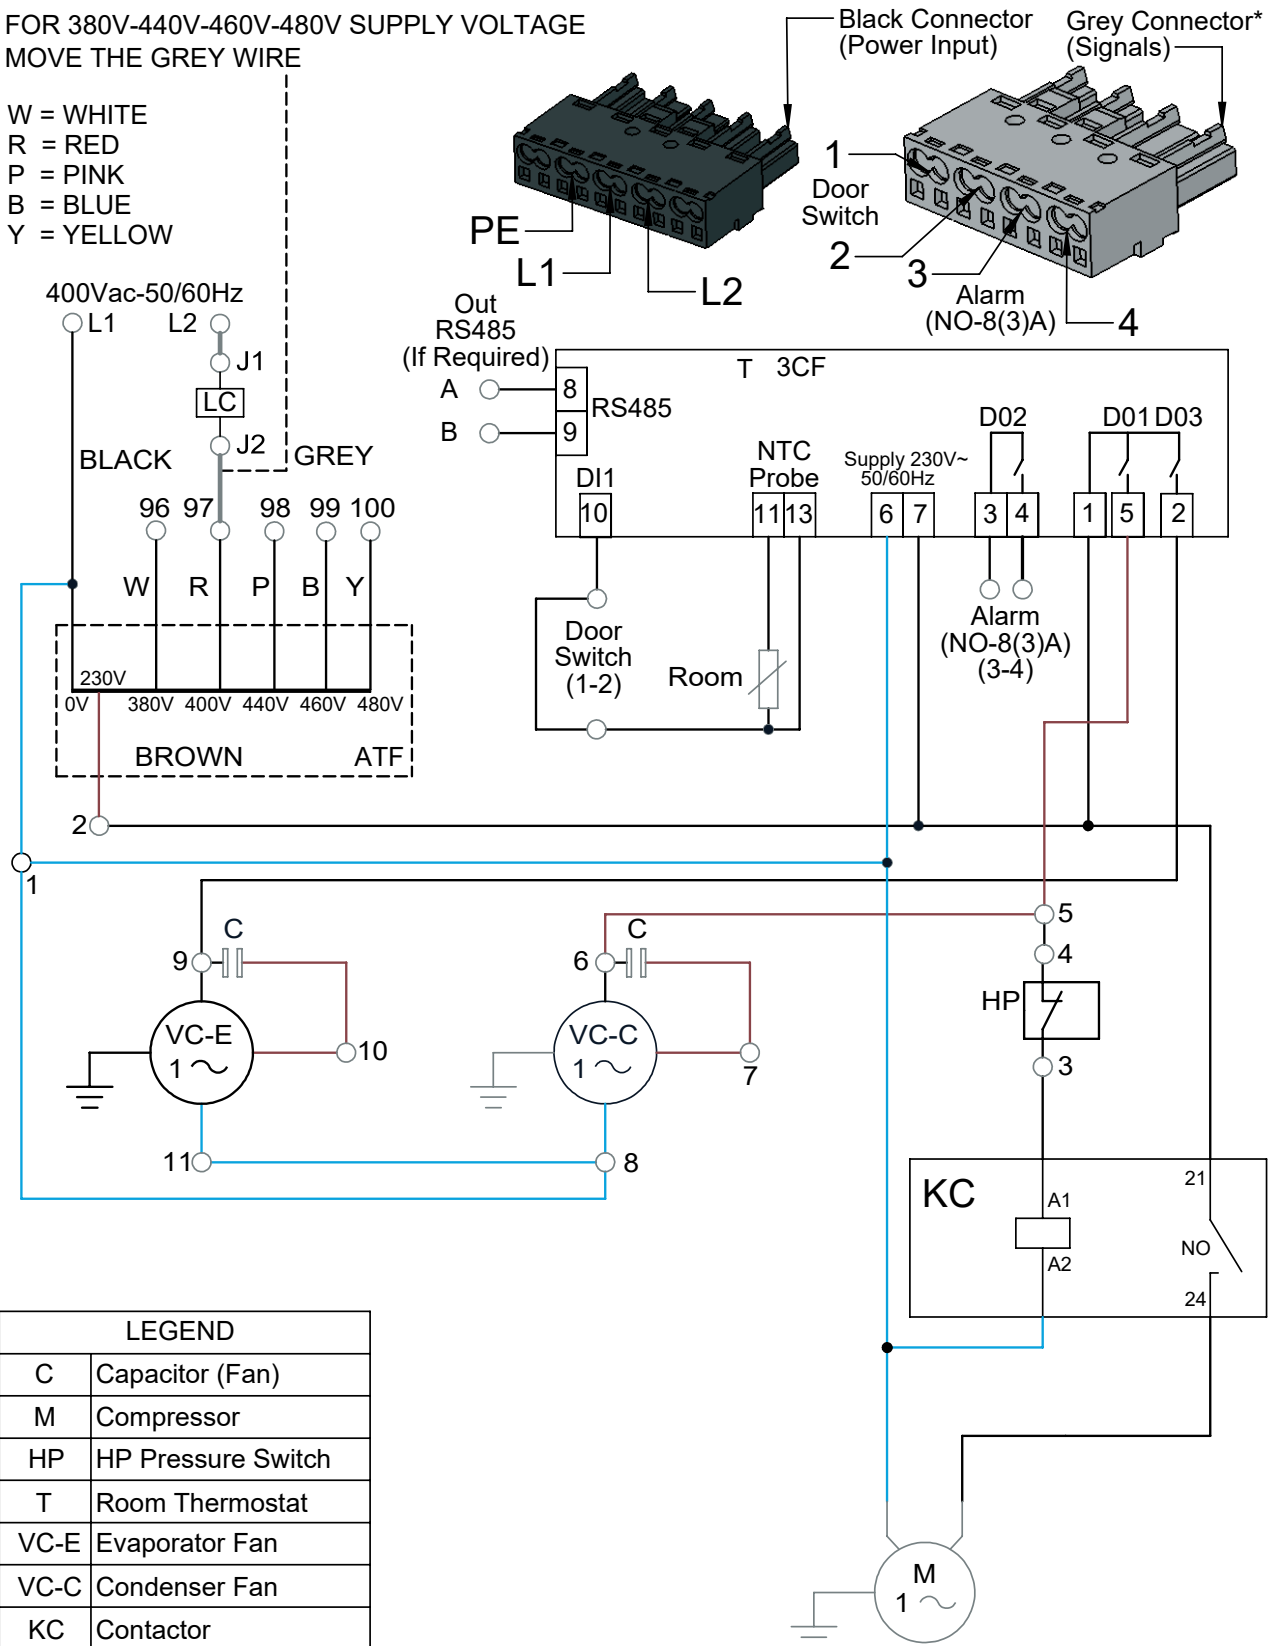 FOR 380V-440V-460V-480V SUPPLY VOLTAGE
MOVE THE GREY WIRE
W = WHITE
R = RED
P = PINK
B = BLUE
Y = YELLOW
Black Connector
(Power Input)
Grey Connector*
(Signals)
PE
L1
L2
1
Door
Switch
2
3
Alarm
(NO-8(3)A)
4
400Vac-50/60Hz
L1
L2
J1
LC
J2
BLACK
GREY
96 97 98 99 100
W R P B Y
230V
0V 380V 400V 440V 460V 480V
BROWN
ATF
Out
RS485
(If Required)
A
B
8
9
RS485
T 3CF
DI1
10
NTC
Probe
11 13
Supply 230V~
50/60Hz
6 7
D02
3 4
D01 D03
1 5 2
Door
Switch
(1-2)
Room
Alarm
(NO-8(3)A)
(3-4)
2
1
5
4
HP
3
C
9
VC-E
1
10
11
C
6
VC-C
1
7
8
KC
A1
A2
21
NO
24
M
1
LEGEND
C Capacitor (Fan)
M Compressor
HP HP Pressure Switch
T Room Thermostat
VC-E Evaporator Fan
VC-C Condenser Fan
KC Contactor